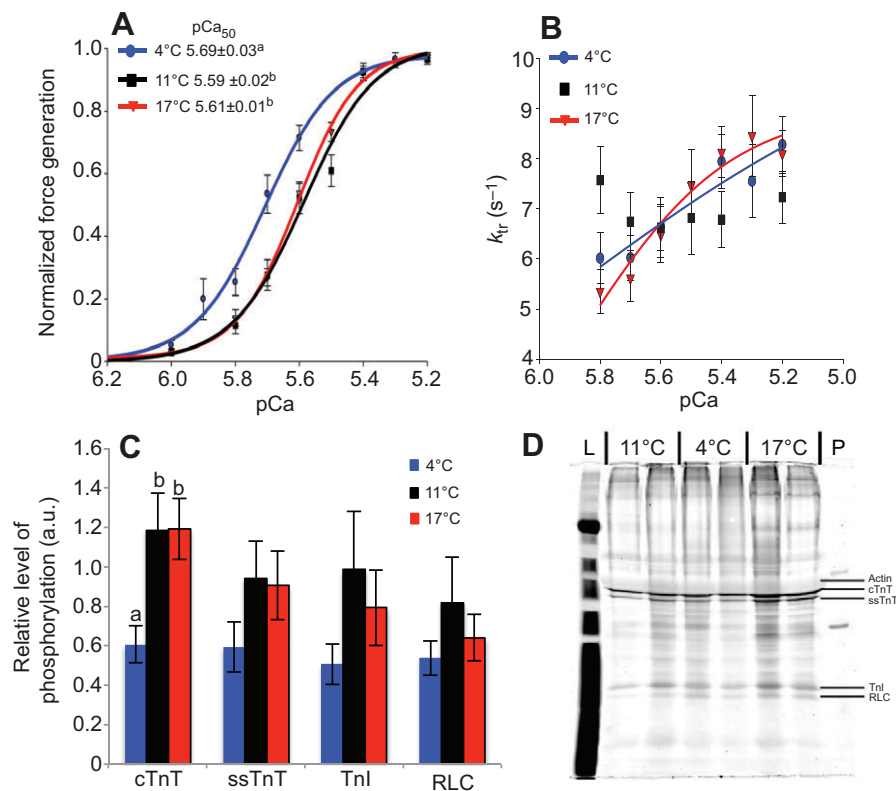 A
pCa50
4°C 5.69±0.03a
11°C 5.59 ±0.02b
17°C 5.61±0.01b
Normalized force generation
1.0
0.8
0.6
0.4
0.2
0
6.2 6.0 5.8 5.6 5.4 5.2
pCa
B
4°C
11°C
17°C
ktr (s–1)
10
9
8
7
6
5
4
6.0 5.8 5.6 5.4 5.2 5.0
pCa
C
4°C
11°C
17°C
Relative level of
phosphorylation (a.u.)
1.6
1.4
1.2
1.0
0.8
0.6
0.4
0.2
0
a
b
b
cTnT ssTnT TnI RLC
D
L 11°C 4°C 17°C P
Actin
cTnT
ssTnT
TnI
RLC